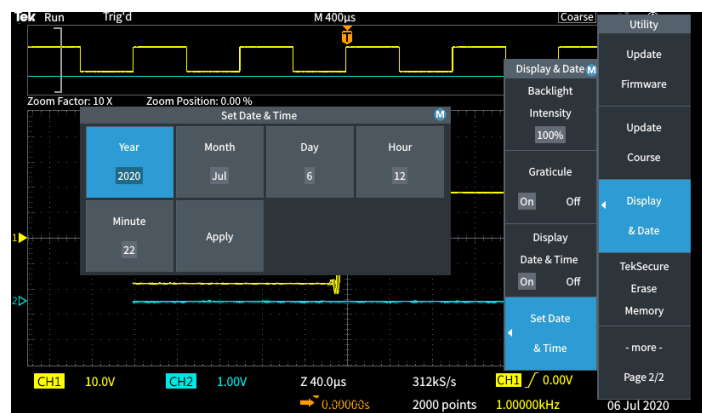 Tek Run Trig'd M 400µs Coarse
Utility
Update
Firmware
Update
Course
Display
& Date
TekSecure
Erase
Memory
- more -
Page 2/2
Display & Date M
Backlight
Intensity
100%
Graticule
On Off
Display
Date & Time
On Off
Set Date
& Time
T
Zoom Factor: 10 X Zoom Position: 0.00 %
Set Date & Time M
Year Month Day Hour
2020 Jul 6 12
Minute
22
Apply
1
2
CH1 10.0V CH2 1.00V Z 40.0µs 312kS/s CH1 0.00V
0.00000s 2000 points 1.00000kHz 06 Jul 2020